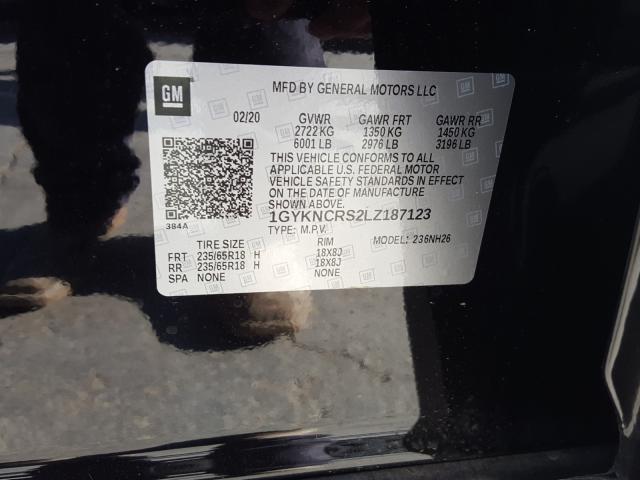 GM
MFD BY GENERAL MOTORS LLC
02/20 GVWR GAWR FRT GAWR RR
2722 KG 1350 KG 1450 KG
6001 LB 2976 LB 3196 LB
THIS VEHICLE CONFORMS TO ALL
APPLICABLE U.S. FEDERAL MOTOR
VEHICLE SAFETY STANDARDS IN EFFECT
ON THE DATE OF MANUFACTURE
SHOWN ABOVE.
384A
1GYKNCRS2LZ187123
TYPE: M.P.V. MODEL: 236NH26
TIRE SIZE RIM
FRT 235/65R18 H 18X8J
RR 235/65R18 H 18X8J
SPA NONE NONE